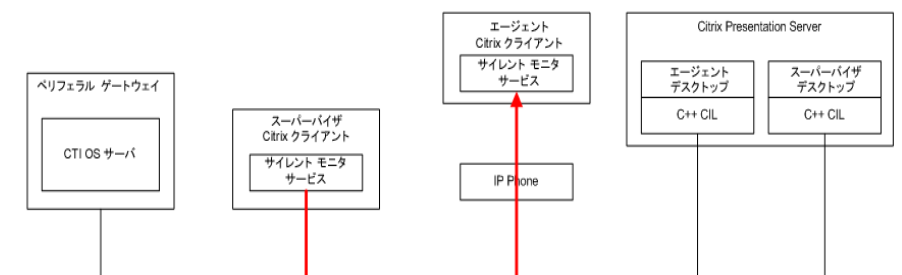 ペリフェラル ゲートウェイ
CTI OS サーバ
スーパーバイザ
Citrix クライアント
サイレント モニタ
サービス
エージェント
Citrix クライアント
サイレント モニタ
サービス
IP Phone
Citrix Presentation Server
エージェント
デスクトップ
C++ CIL
スーパーバイザ
デスクトップ
C++ CIL